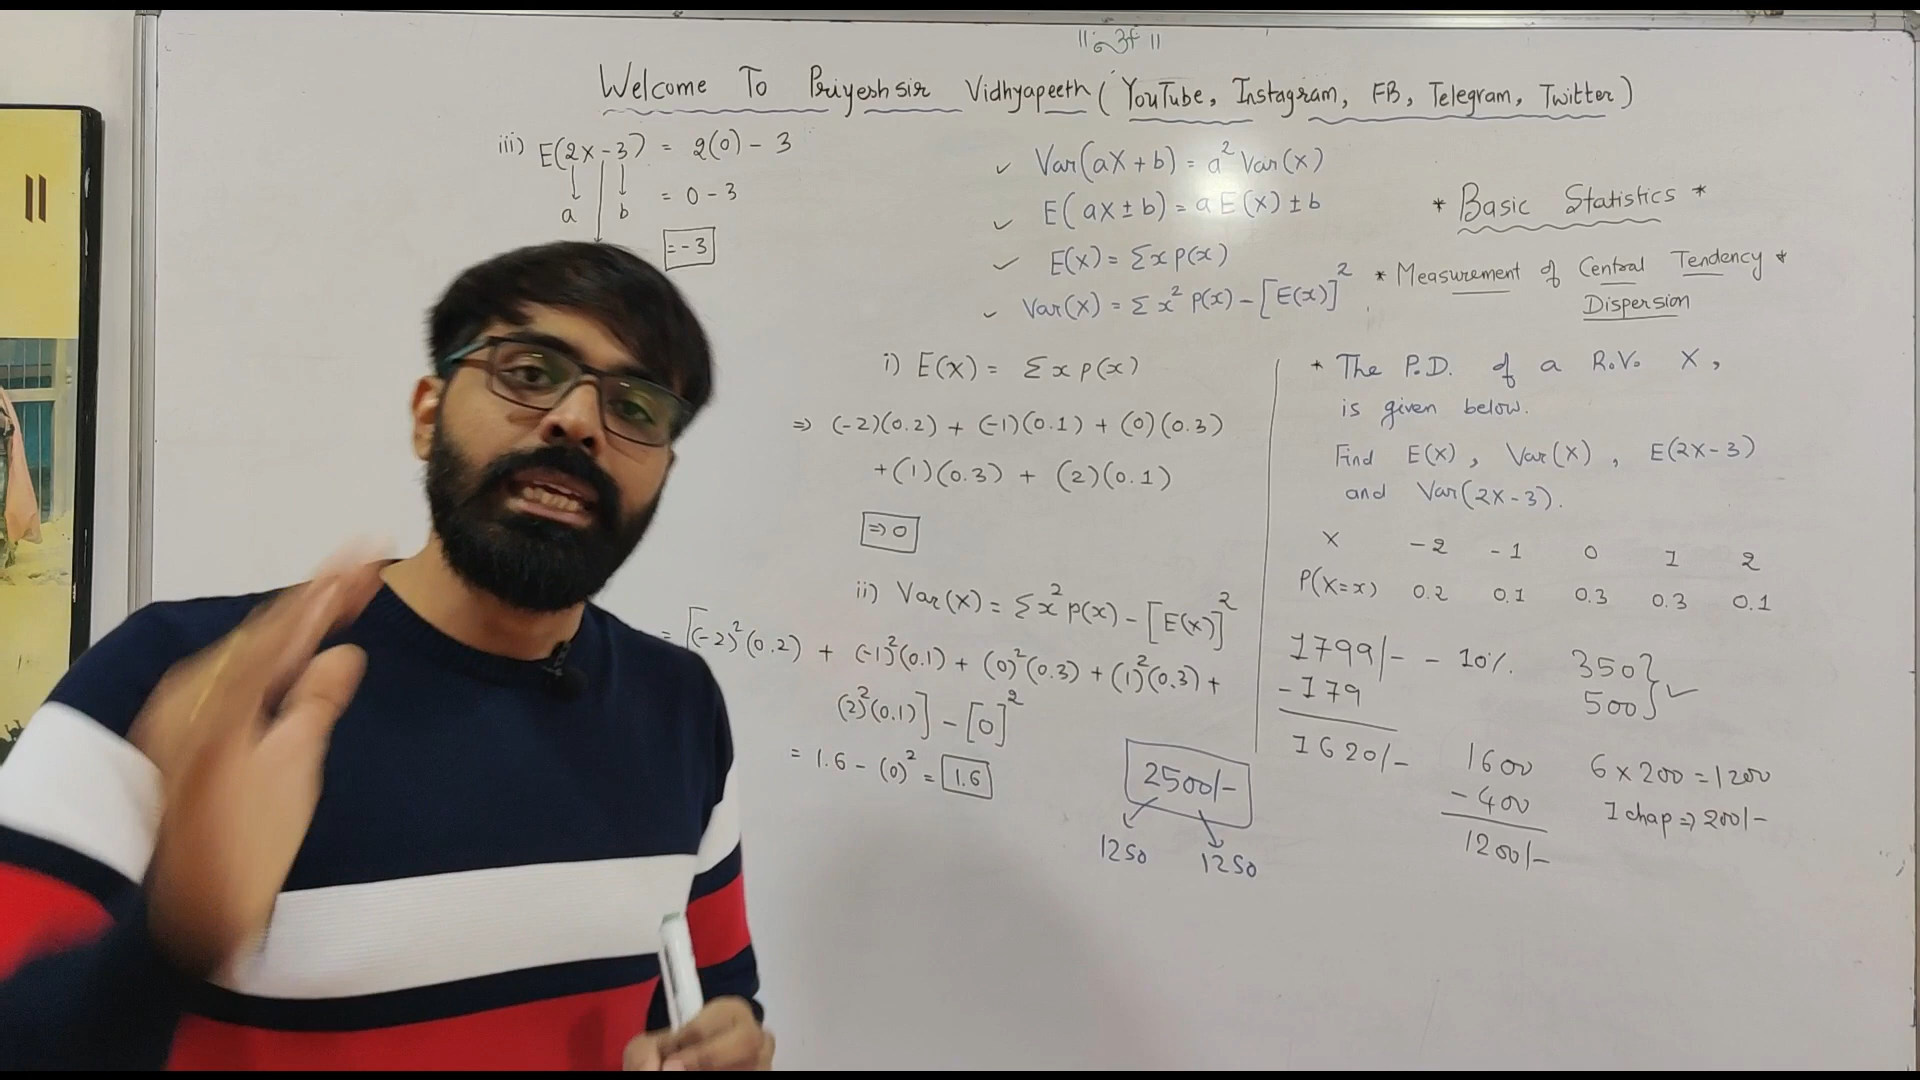 Welcome To Priyesh sir Vidhyapeeth ( YouTube, Instagram, FB, Telegram, Twitter )
iii) E(2X - 3) = 2(0) - 3
a b = 0 - 3
= -3
✓ Var(aX + b) = a² Var(X)
✓ E(aX ± b) = a E(X) ± b
✓ E(X) = Σ x p(x)
✓ Var(X) = Σ x² p(x) - [E(x)]²
* Basic Statistics *
* Measurement of Central Tendency *
Dispersion
i) E(X) = Σ x p(x)
⇒ (-2)(0.2) + (-1)(0.1) + (0)(0.3)
+ (1)(0.3) + (2)(0.1)
⇒ 0
ii) Var(X) = Σ x² p(x) - [E(x)]²
= [(-2)²(0.2) + (-1)²(0.1) + (0)²(0.3) + (1)²(0.3) +
(2)²(0.1)] - [0]²
= 1.6 - (0)² = 1.6
2500/-
1250 1250
* The P.D. of a R.V. X,
is given below.
Find E(X), Var(X), E(2X-3)
and Var(2X-3).
X -2 -1 0 1 2
P(X=x) 0.2 0.1 0.3 0.3 0.1
1799/- - 10%.
- 179
1620/-
350
500 ✓
1600
- 400
1200/-
6 x 200 = 1200
1 chap ⇒ 200/-